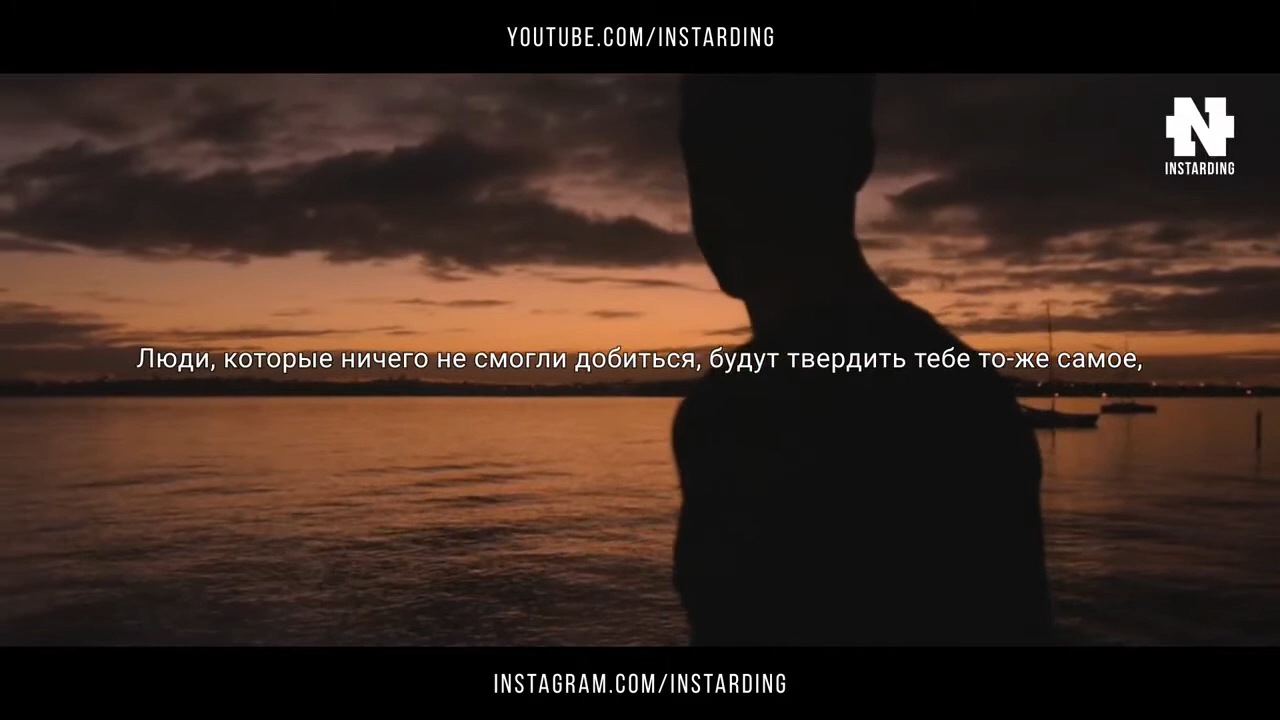 YOUTUBE.COM/INSTARDING
N
INSTARDING
Люди, которые ничего не смогли добиться, будут твердить тебе то-же самое,
INSTAGRAM.COM/INSTARDING